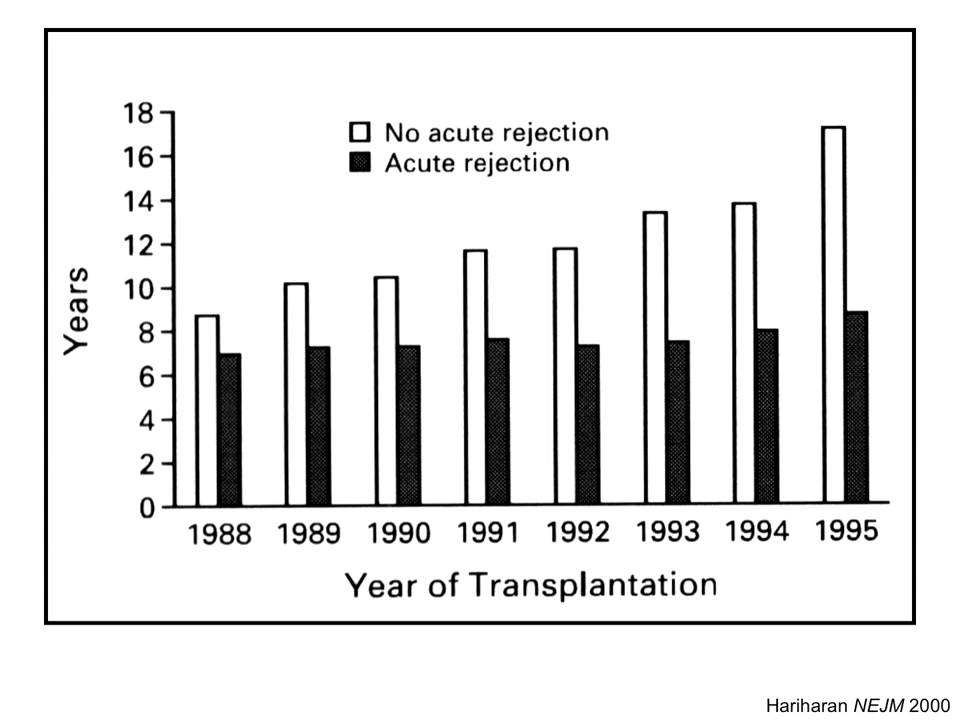 18
No acute rejection
Acute rejection
16
14
12
10
8
6
4
2
0
Years
1988 1989 1990 1991 1992 1993 1994 1995
Year of Transplantation
Hariharan NEJM 2000